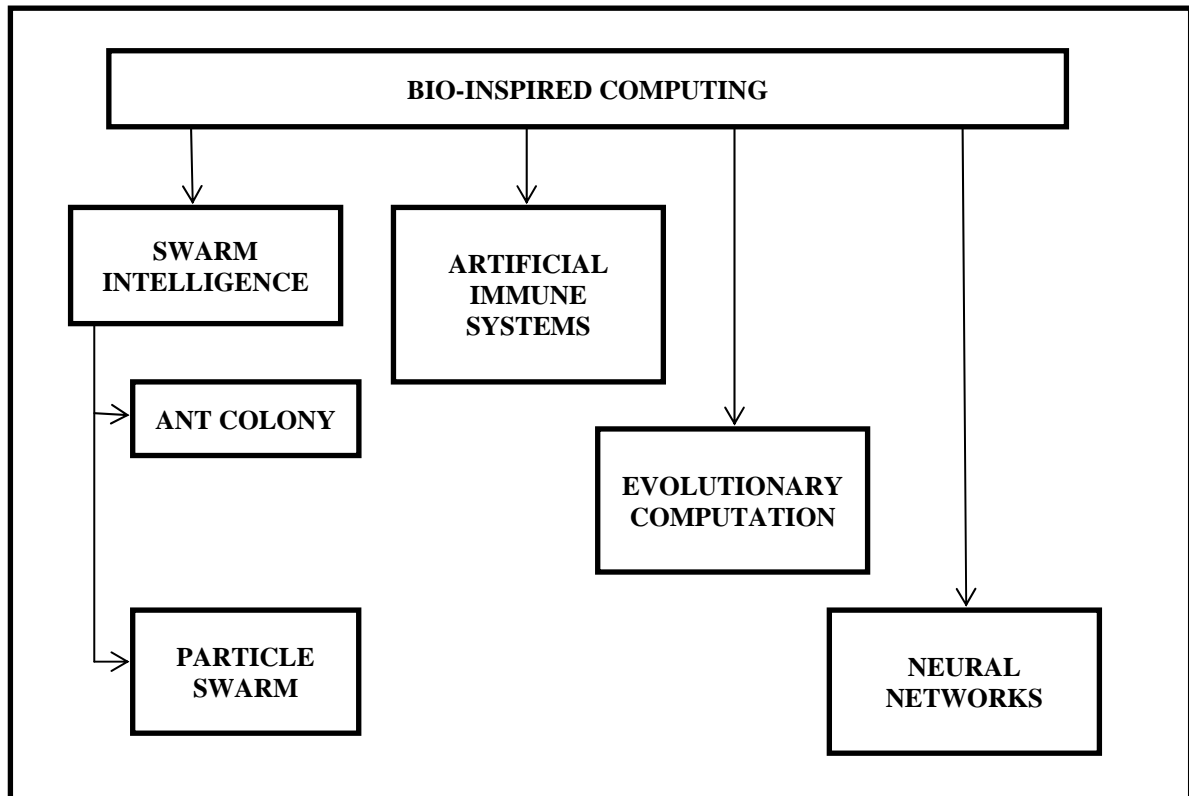 BIO-INSPIRED COMPUTING
SWARM
INTELLIGENCE
ARTIFICIAL
IMMUNE
SYSTEMS
ANT COLONY
EVOLUTIONARY
COMPUTATION
PARTICLE
SWARM
NEURAL
NETWORKS